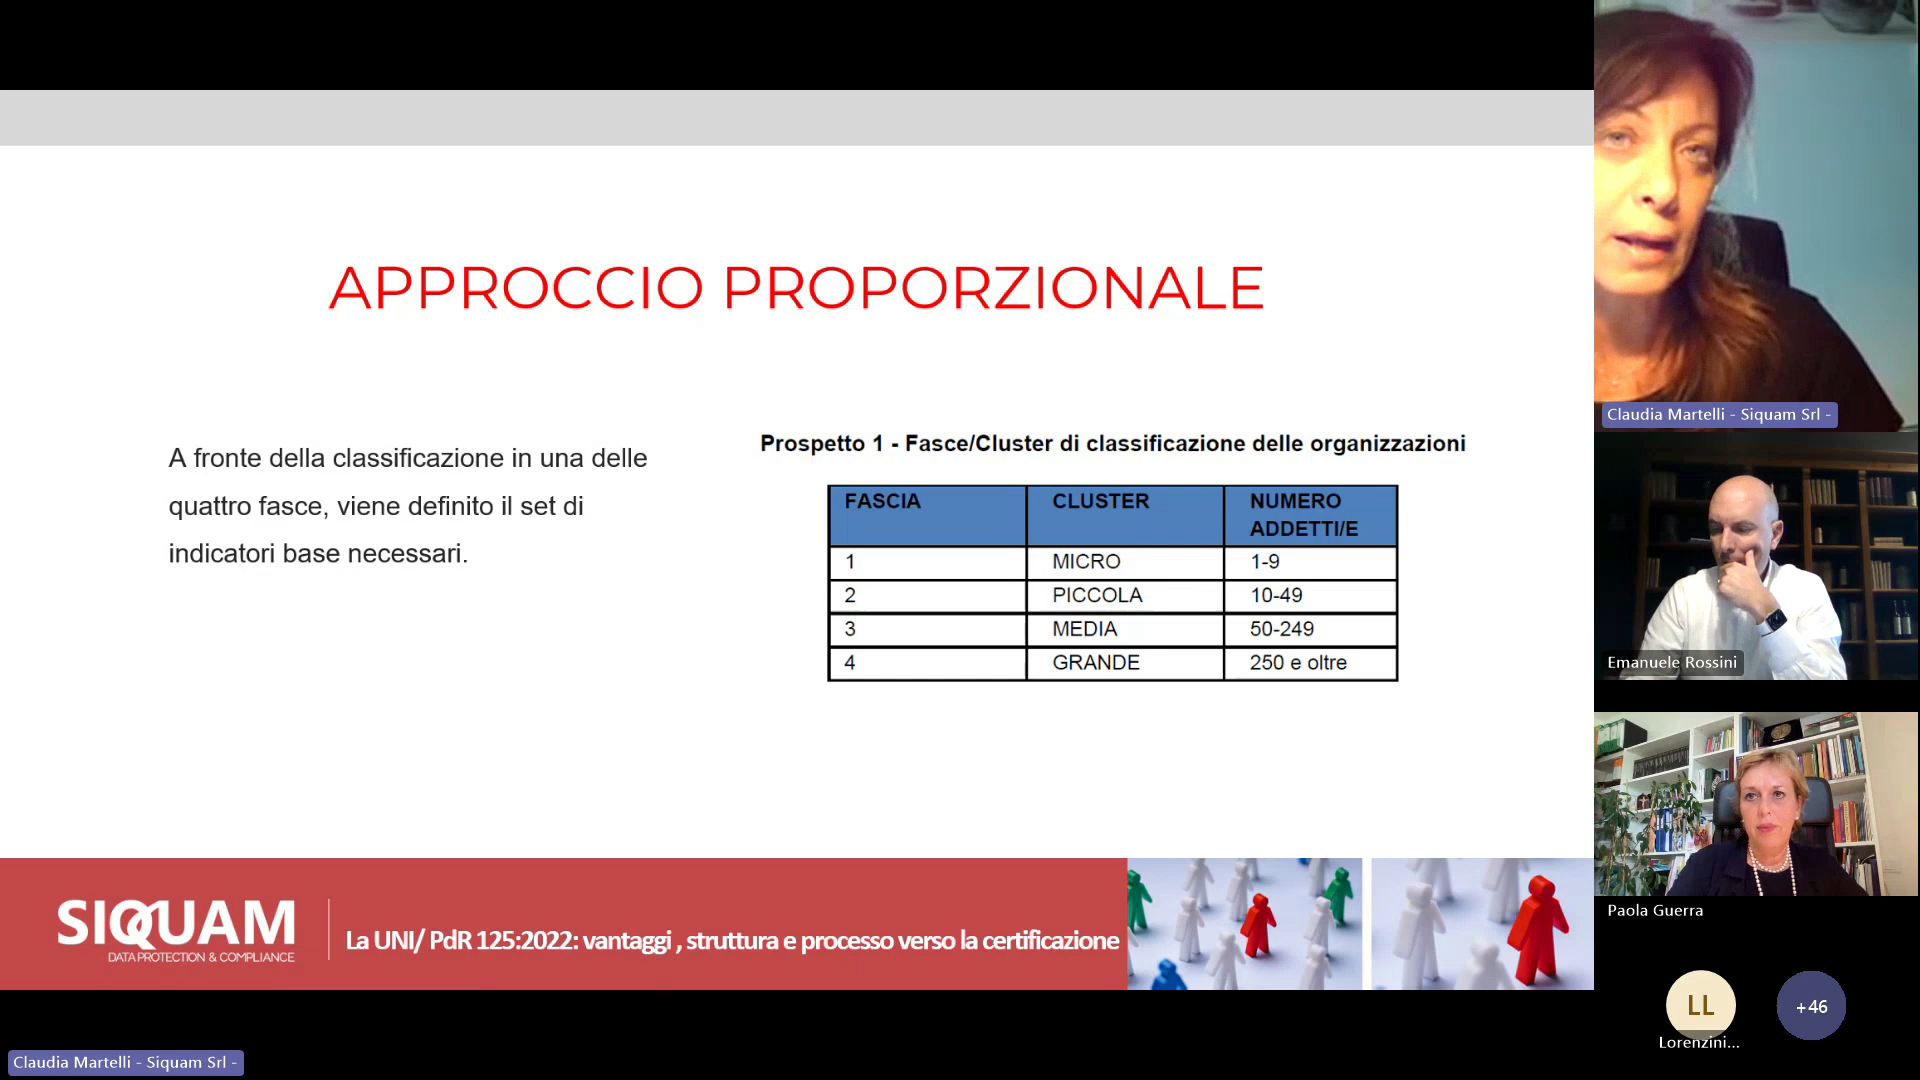 APPROCCIO PROPORZIONALE
A fronte della classificazione in una delle
quattro fasce, viene definito il set di
indicatori base necessari.
Prospetto 1 - Fasce/Cluster di classificazione delle organizzazioni
FASCIA CLUSTER NUMERO ADDETTI/E
1 MICRO 1-9
2 PICCOLA 10-49
3 MEDIA 50-249
4 GRANDE 250 e oltre
SIQUAM
DATA PROTECTION & COMPLIANCE
La UNI/ PdR 125:2022: vantaggi , struttura e processo verso la certificazione
Claudia Martelli - Siquam Srl -
Claudia Martelli - Siquam Srl -
Emanuele Rossini
Paola Guerra
LL
Lorenzini...
+46